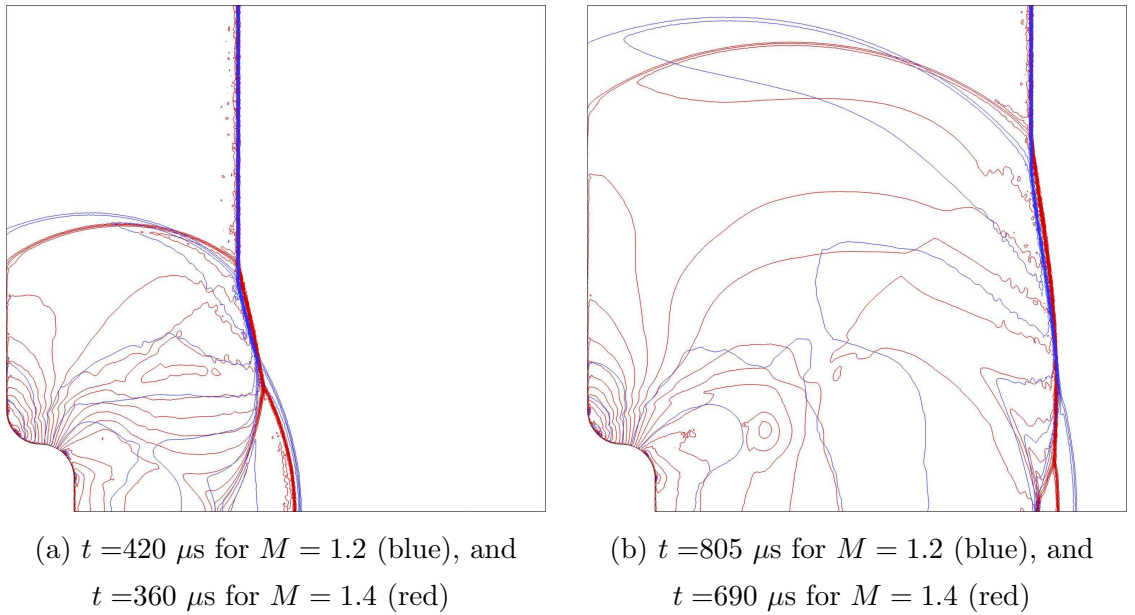 (a) t =420 μs for M = 1.2 (blue), and
t =360 μs for M = 1.4 (red)
(b) t =805 μs for M = 1.2 (blue), and
t =690 μs for M = 1.4 (red)